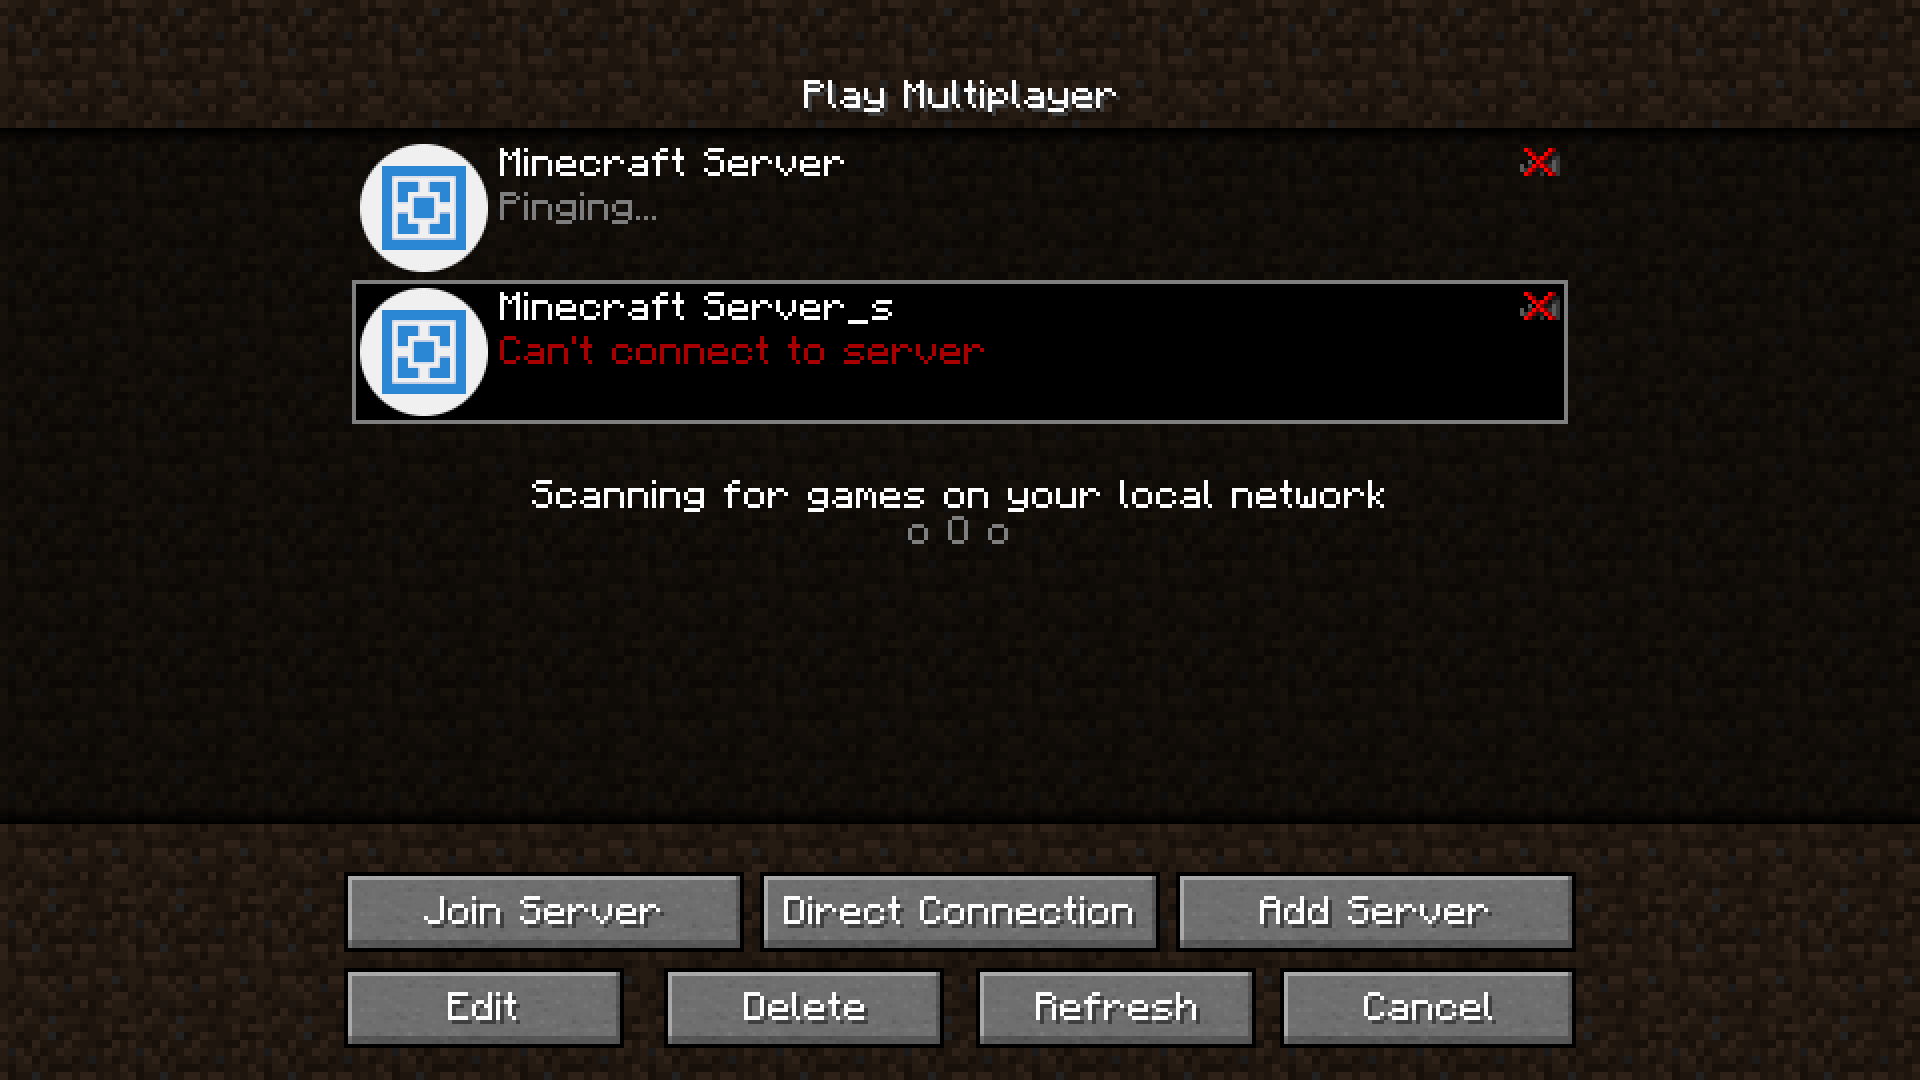 Play Multiplayer
Minecraft Server
Pinging...
Minecraft Server_s
Can't connect to server
Scanning for games on your local network
o O o
Join Server
Direct Connection
Add Server
Edit
Delete
Refresh
Cancel